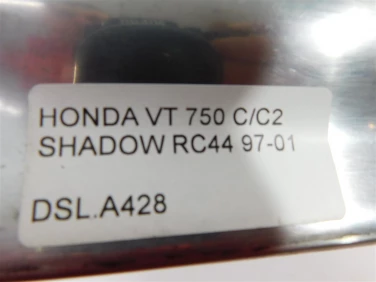 HONDA VT 750 C/C2
SHADOW RC44 97-01
DSL.A428